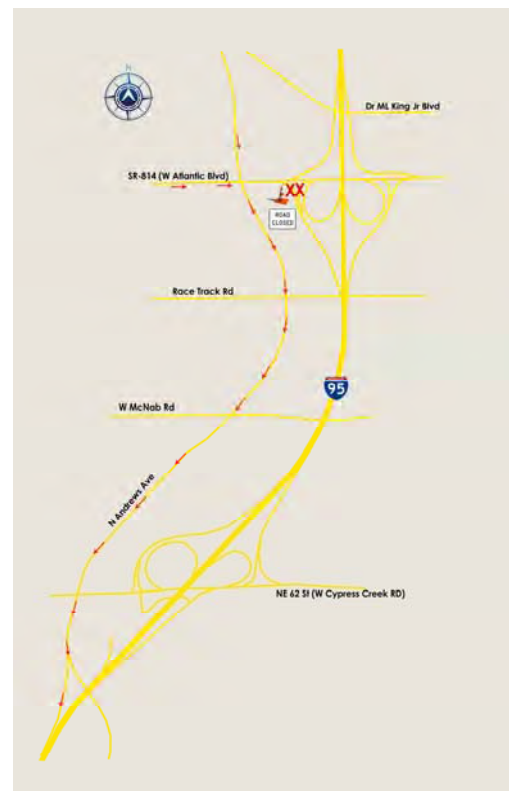 N
Dr ML King Jr Blvd
SR-814 (W Atlantic Blvd)
XX
ROAD
CLOSED
Race Track Rd
95
W McNab Rd
N Andrews Ave
NE 62 St (W Cypress Creek RD)